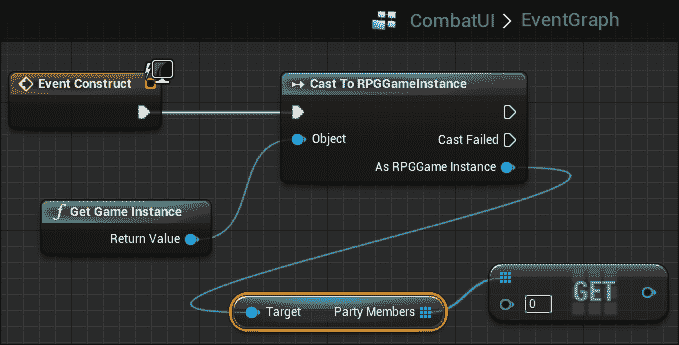 CombatUI > EventGraph
Event Construct
Cast To RPGGameInstance
Object
Cast Failed
As RPGGame Instance
f Get Game Instance
Return Value
Target Party Members
0 GET